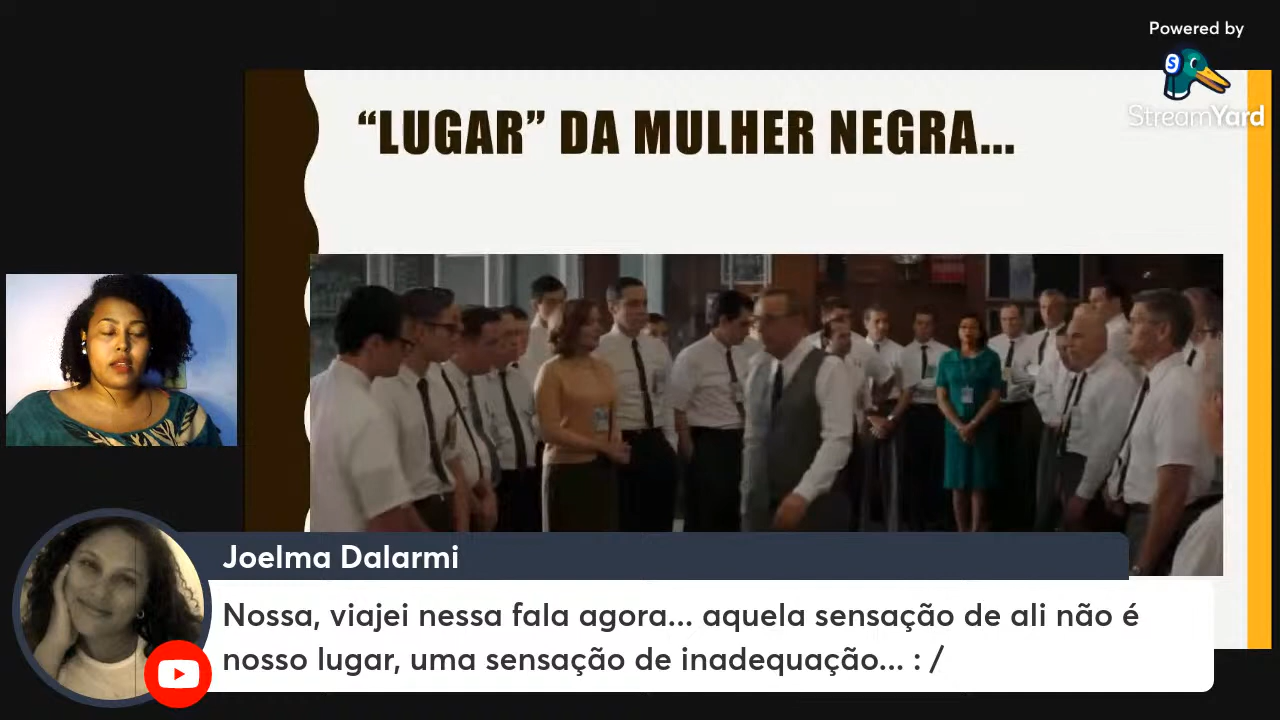 Powered by
StreamYard
“LUGAR” DA MULHER NEGRA...
Joelma Dalarmi
Nossa, viajei nessa fala agora... aquela sensação de ali não é
nosso lugar, uma sensação de inadequação... : /